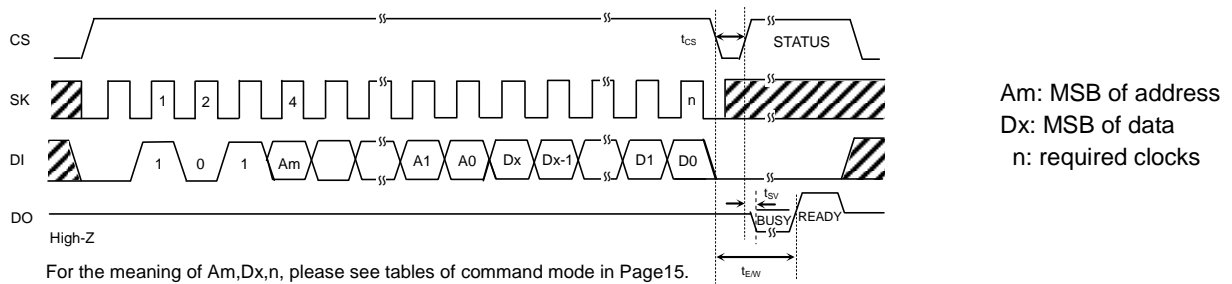 CS
tCS
STATUS
SK
1 2 4 n
DI
1 0 1 Am A1 A0 Dx Dx-1 D1 D0
tSV
DO
BUSY READY
High-Z
tE/W
For the meaning of Am,Dx,n, please see tables of command mode in Page15.
Am: MSB of address
Dx: MSB of data
n: required clocks